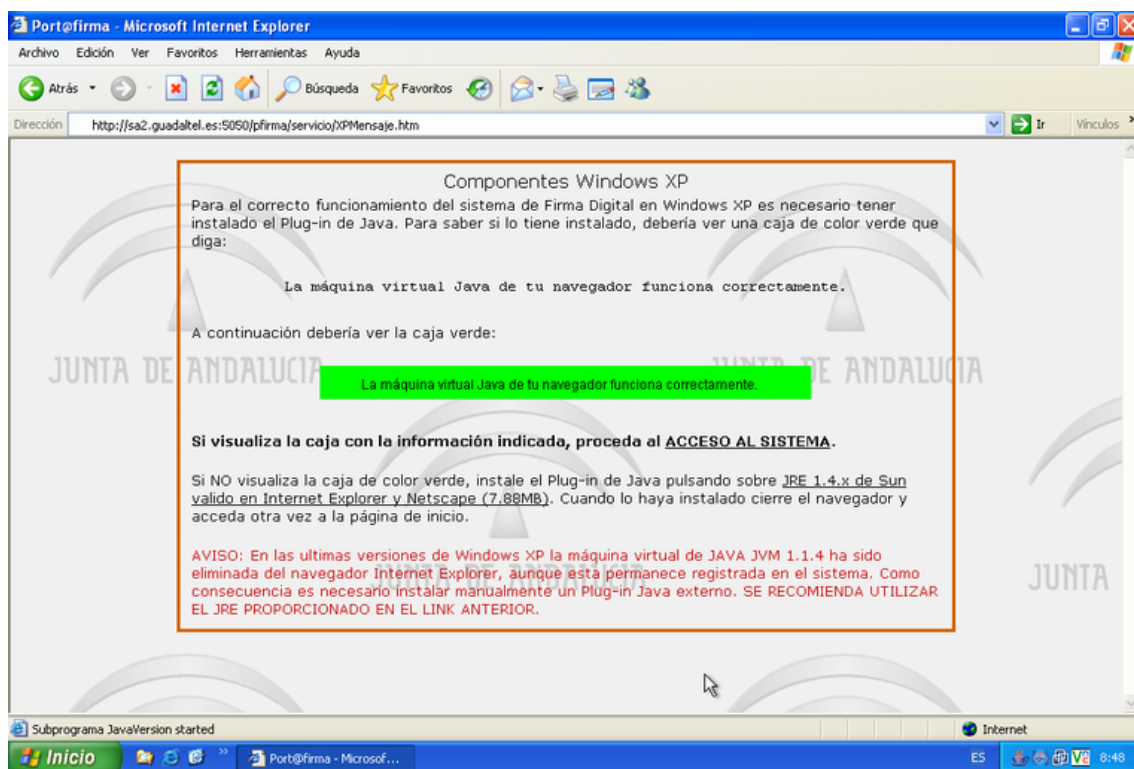 Port@firma - Microsoft Internet Explorer
Archivo Edición Ver Favoritos Herramientas Ayuda
Atrás Búsqueda Favoritos
Dirección http://sa2.guadaltel.es:5050/pfirma/servicio/XPMensaje.htm Ir Vínculos
Componentes Windows XP
Para el correcto funcionamiento del sistema de Firma Digital en Windows XP es necesario tener
instalado el Plug-in de Java. Para saber si lo tiene instalado, debería ver una caja de color verde que
diga:
La máquina virtual Java de tu navegador funciona correctamente.
A continuación debería ver la caja verde:
JUNTA DE ANDALUCIA JUNTA DE ANDALUCIA
La máquina virtual Java de tu navegador funciona correctamente.
Si visualiza la caja con la información indicada, proceda al ACCESO AL SISTEMA.
Si NO visualiza la caja de color verde, instale el Plug-in de Java pulsando sobre JRE 1.4.x de Sun
valido en Internet Explorer y Netscape (7.88MB). Cuando lo haya instalado cierre el navegador y
acceda otra vez a la página de inicio.
AVISO: En las ultimas versiones de Windows XP la máquina virtual de JAVA JVM 1.1.4 ha sido
eliminada del navegador Internet Explorer, aunque esta permanece registrada en el sistema. Como
consecuencia es necesario instalar manualmente un Plug-in Java externo. SE RECOMIENDA UTILIZAR
EL JRE PROPORCIONADO EN EL LINK ANTERIOR.
JUNTA DE ANDALUCIA JUNTA
Subprograma JavaVersion started Internet
Inicio Port@firma - Microsof... ES 8:48